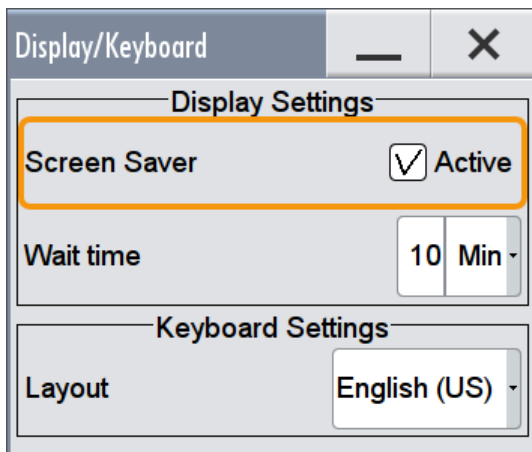 Display/Keyboard
Display Settings
Screen Saver Active
Wait time 10 Min
Keyboard Settings
Layout English (US)